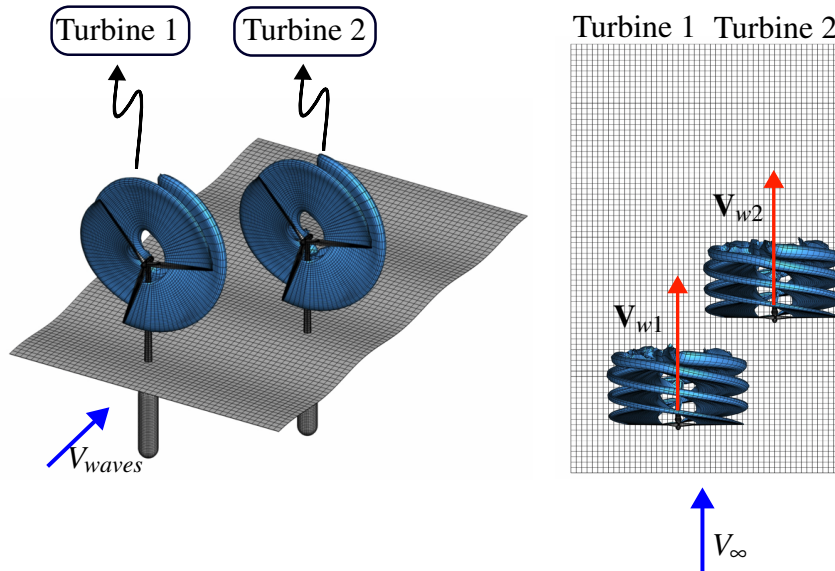 Turbine 1
Turbine 2
V_waves
Turbine 1
Turbine 2
V_w2
V_w1
V_∞